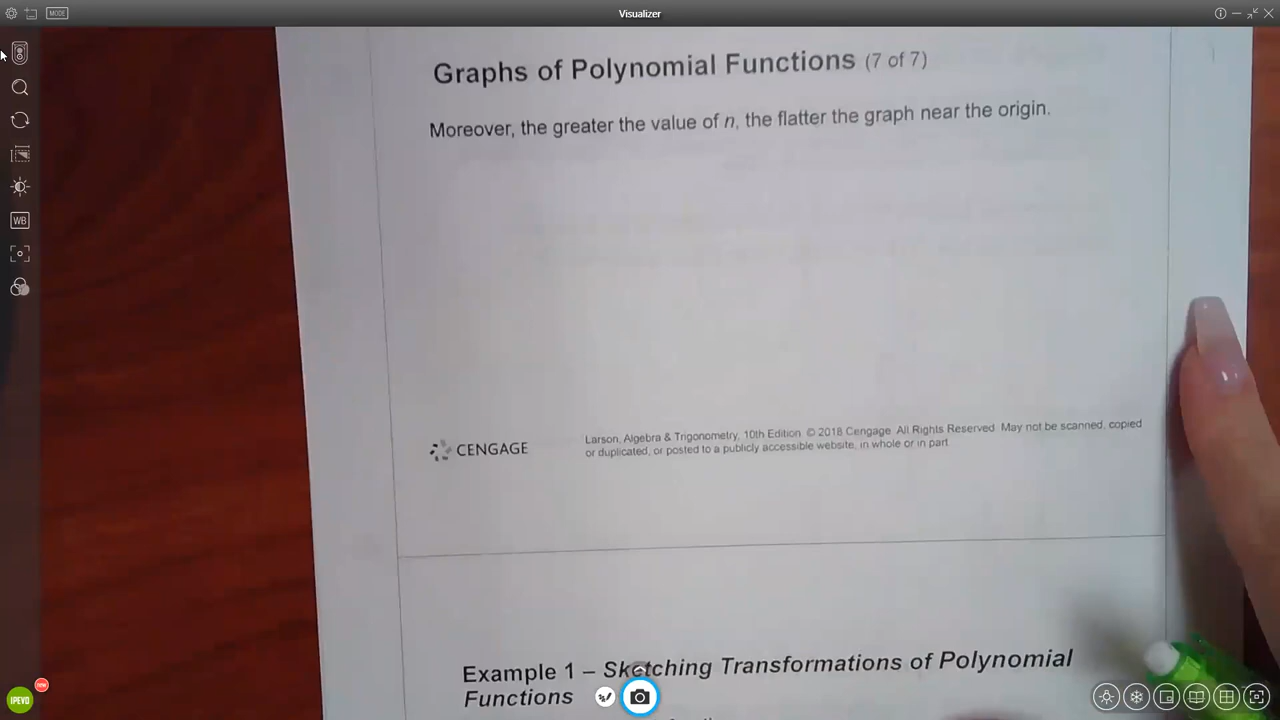 MODE
Visualizer
Graphs of Polynomial Functions (7 of 7)
Moreover, the greater the value of n, the flatter the graph near the origin.
WB
CENGAGE
Larson, Algebra & Trigonometry, 10th Edition. © 2018 Cengage. All Rights Reserved. May not be scanned, copied
or duplicated, or posted to a publicly accessible website, in whole or in part.
Example 1 – Sketching Transformations of Polynomial
Functions
IPEVO
new